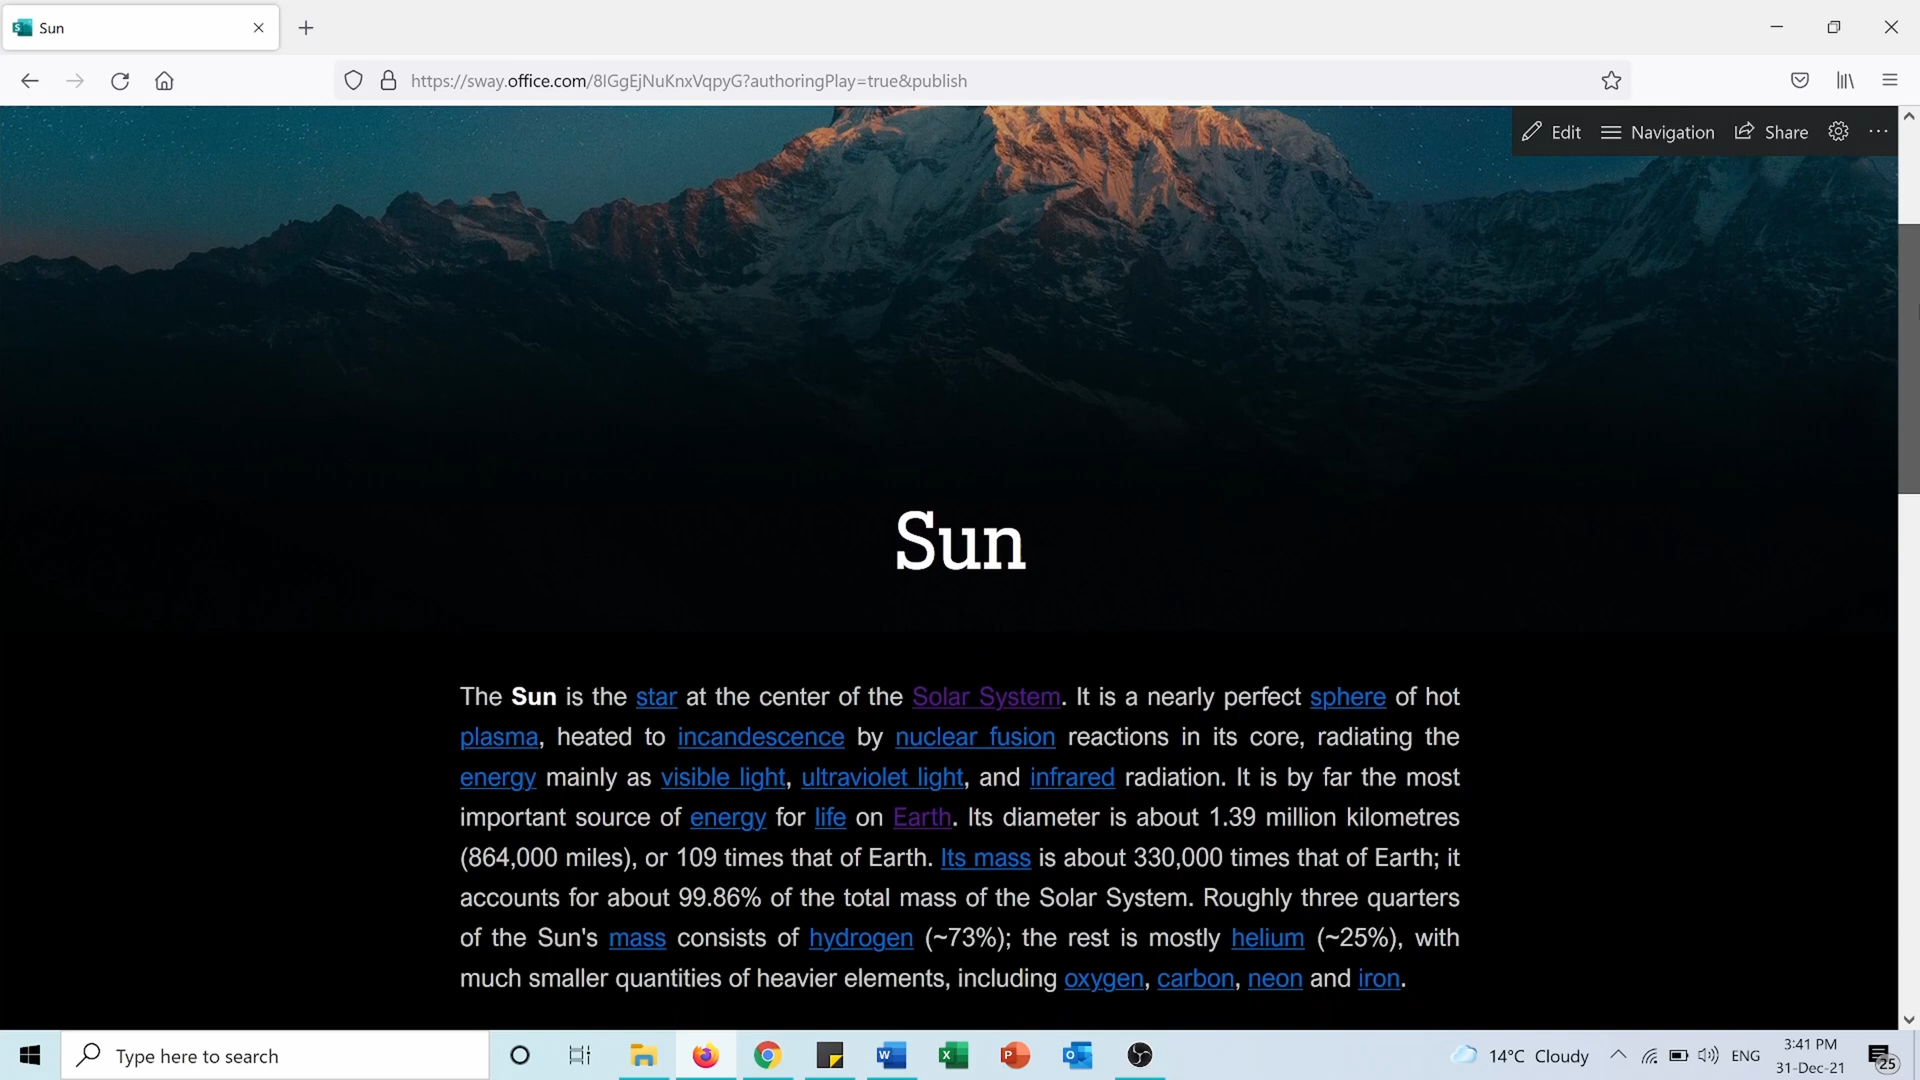 Sun
https://sway.office.com/8IGgEjNuKnxVqpyG?authoringPlay=true&publish
Edit Navigation Share
Sun
The Sun is the star at the center of the Solar System. It is a nearly perfect sphere of hot
plasma, heated to incandescence by nuclear fusion reactions in its core, radiating the
energy mainly as visible light, ultraviolet light, and infrared radiation. It is by far the most
important source of energy for life on Earth. Its diameter is about 1.39 million kilometres
(864,000 miles), or 109 times that of Earth. Its mass is about 330,000 times that of Earth; it
accounts for about 99.86% of the total mass of the Solar System. Roughly three quarters
of the Sun's mass consists of hydrogen (~73%); the rest is mostly helium (~25%), with
much smaller quantities of heavier elements, including oxygen, carbon, neon and iron.
Type here to search
14°C Cloudy
ENG
3:41 PM
31-Dec-21
25